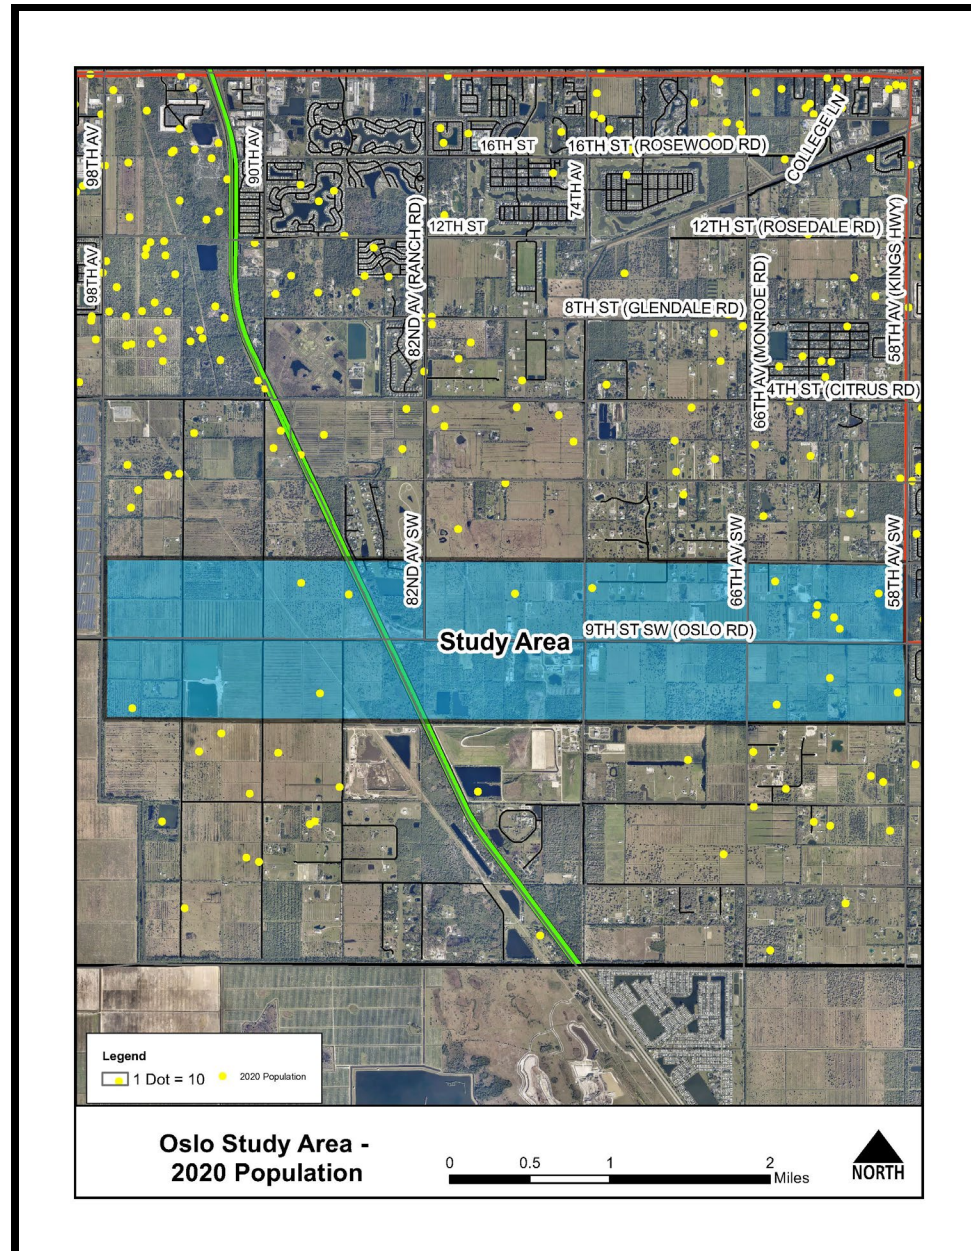 98TH AV
90TH AV
16TH ST
16TH ST (ROSEWOOD RD)
COLLEGE LN
74TH AV
98TH AV
82ND AV (RANCH RD)
12TH ST
12TH ST (ROSEDALE RD)
58TH AV (KINGS HWY)
8TH ST (GLENDALE RD)
66TH AV (MONROE RD)
4TH ST (CITRUS RD)
82ND AV SW
66TH AV SW
58TH AV SW
9TH ST SW (OSLO RD)
Study Area
Legend
1 Dot = 10
2020 Population
Oslo Study Area -
2020 Population
0 0.5 1 2
Miles
NORTH